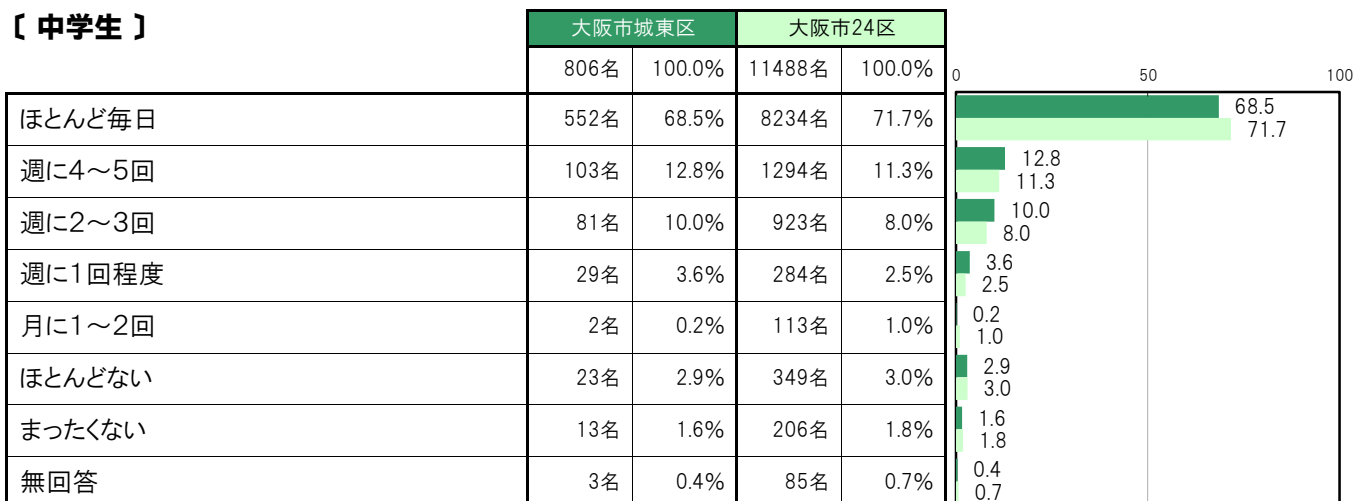 〔 中学生 〕
大阪市城東区 大阪市24区
806名 100.0% 11488名 100.0%
0 50 100
ほとんど毎日 552名 68.5% 8234名 71.7%
68.5
71.7
週に4～5回 103名 12.8% 1294名 11.3%
12.8
11.3
週に2～3回 81名 10.0% 923名 8.0%
10.0
8.0
週に1回程度 29名 3.6% 284名 2.5%
3.6
2.5
月に1～2回 2名 0.2% 113名 1.0%
0.2
1.0
ほとんどない 23名 2.9% 349名 3.0%
2.9
3.0
まったくない 13名 1.6% 206名 1.8%
1.6
1.8
無回答 3名 0.4% 85名 0.7%
0.4
0.7